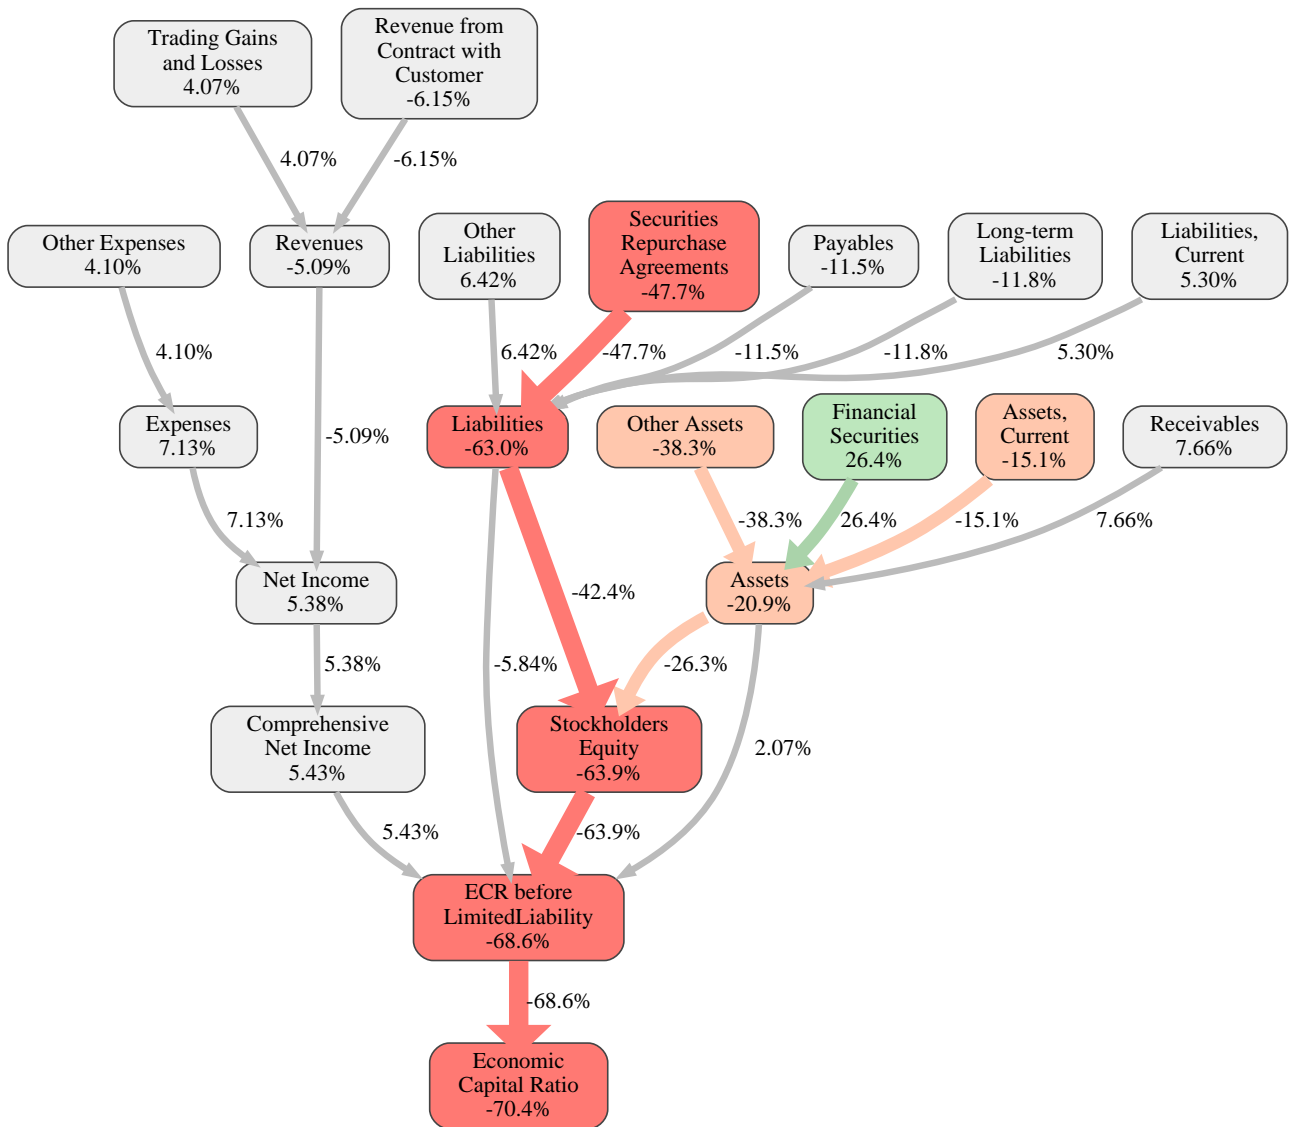 Trading Gains
and Losses
4.07%
Revenue from
Contract with
Customer
-6.15%
4.07%
-6.15%
Other Expenses
4.10%
Revenues
-5.09%
Other
Liabilities
6.42%
Securities
Repurchase
Agreements
-47.7%
Payables
-11.5%
Long-term
Liabilities
-11.8%
Liabilities,
Current
5.30%
4.10%
-5.09%
6.42%
-47.7%
-11.5%
-11.8%
5.30%
Expenses
7.13%
Liabilities
-63.0%
Other Assets
-38.3%
Financial
Securities
26.4%
Assets,
Current
-15.1%
Receivables
7.66%
7.13%
-38.3%
26.4%
-15.1%
7.66%
Net Income
5.38%
-42.4%
Assets
-20.9%
5.38%
-5.84%
-26.3%
2.07%
Comprehensive
Net Income
5.43%
Stockholders
Equity
-63.9%
5.43%
-63.9%
ECR before
LimitedLiability
-68.6%
-68.6%
Economic
Capital Ratio
-70.4%